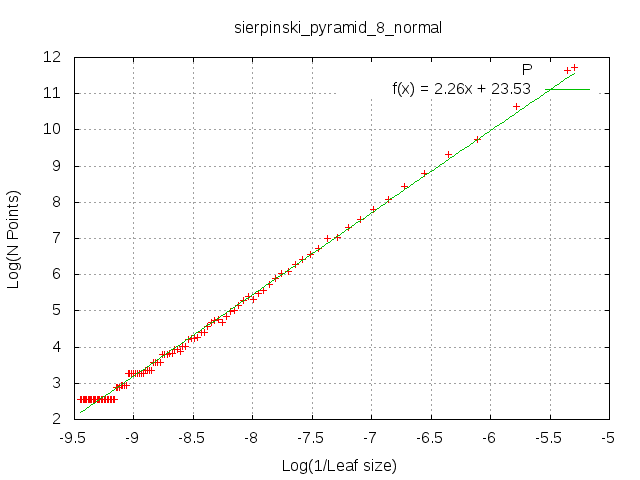 sierpinski_pyramid_8_normal
12
11
10
9
8
7
6
5
4
3
2
Log(N Points)
P
f(x) = 2.26x + 23.53
-9.5 -9 -8.5 -8 -7.5 -7 -6.5 -6 -5.5 -5
Log(1/Leaf size)